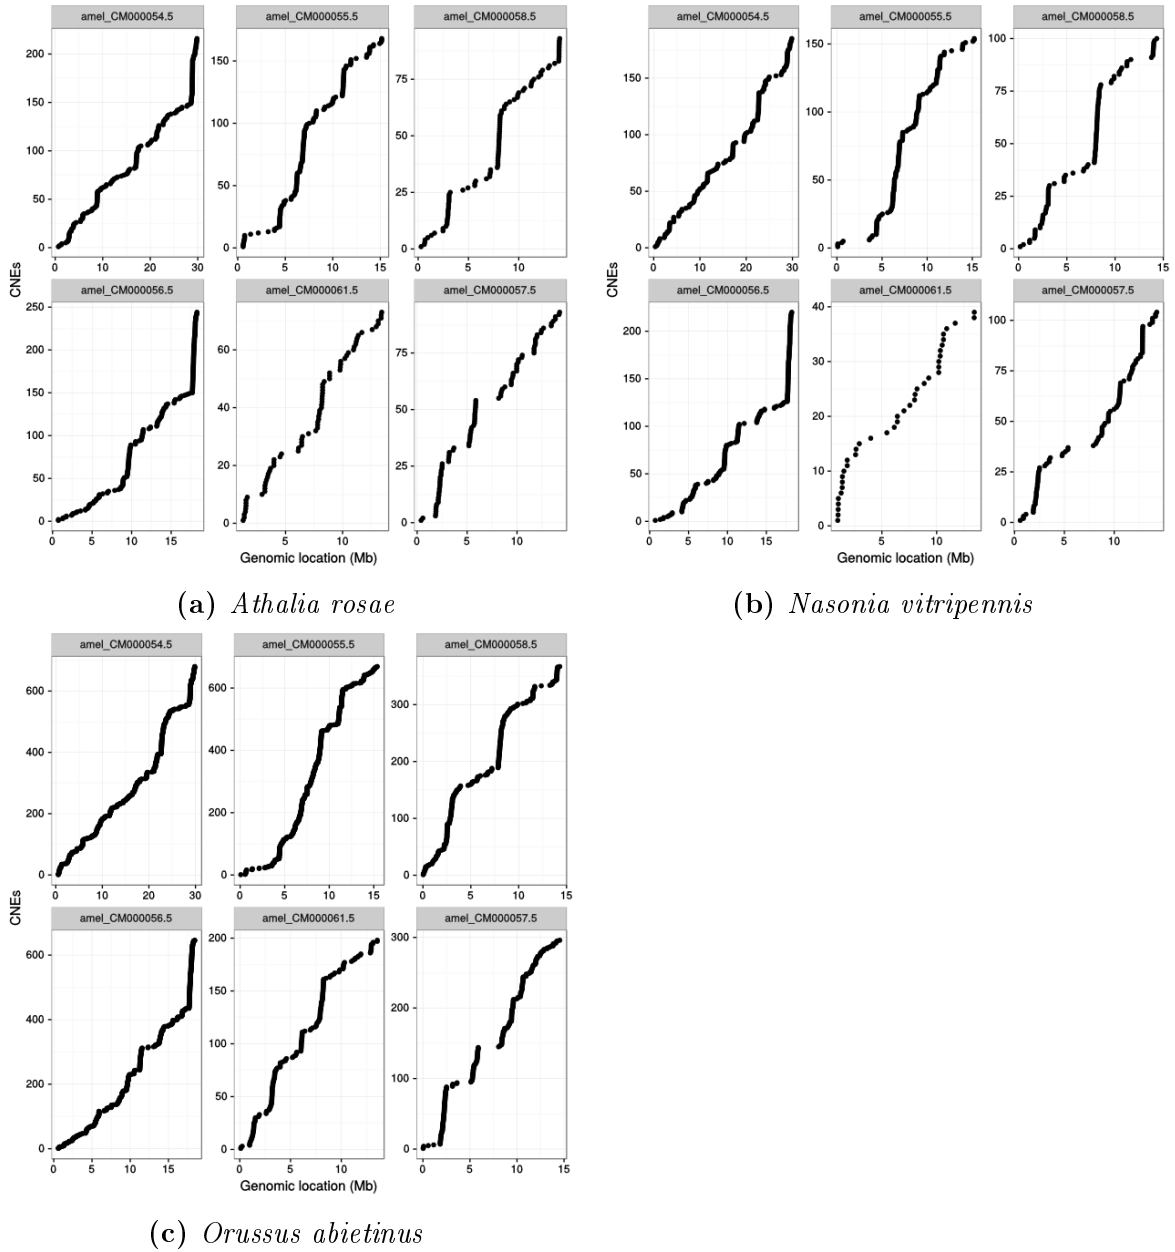 amel_CM000054.5 amel_CM000055.5 amel_CM000058.5
200
150
100
50
0
0 10 20 30
150
100
50
0
0 5 10 15
75
50
25
0
0 5 10
CNEs
amel_CM000056.5 amel_CM000061.5 amel_CM000057.5
250
200
150
100
50
0
0 5 10 15
60
40
20
0
5 10
75
50
25
0
0 5 10
Genomic location (Mb)
(a) Athalia rosae
amel_CM000054.5 amel_CM000055.5 amel_CM000058.5
150
100
50
0
0 10 20 30
150
100
50
0
0 5 10 15
100
75
50
25
0
0 5 10 15
CNEs
amel_CM000056.5 amel_CM000061.5 amel_CM000057.5
200
150
100
50
0
0 5 10 15
40
30
20
10
0
5 10
100
75
50
25
0
0 5 10
Genomic location (Mb)
(b) Nasonia vitripennis
amel_CM000054.5 amel_CM000055.5 amel_CM000058.5
600
400
200
0
0 10 20 30
600
400
200
0
0 5 10 15
300
200
100
0
0 5 10 15
CNEs
amel_CM000056.5 amel_CM000061.5 amel_CM000057.5
600
400
200
0
0 5 10 15
200
150
100
50
0
0 5 10
300
200
100
0
0 5 10 15
Genomic location (Mb)
(c) Orussus abietinus